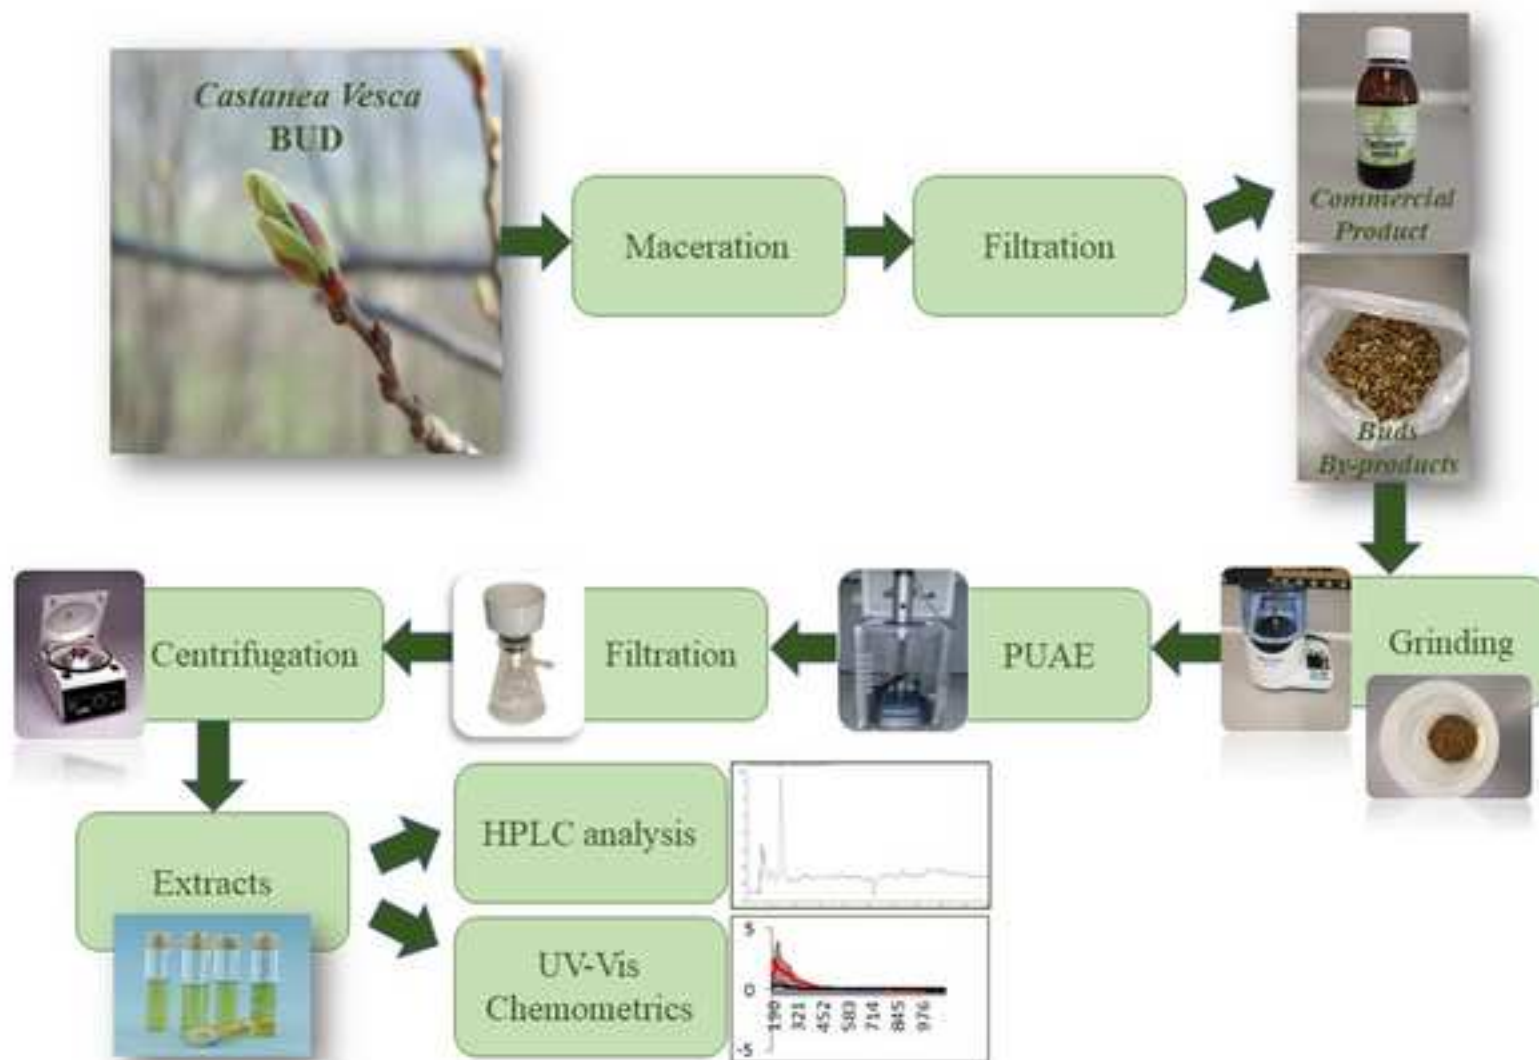 Castanea Vesca
BUD
Maceration
Filtration
Commercial
Product
Buds
By-products
Grinding
PUAE
Filtration
Centrifugation
Extracts
HPLC analysis
UV-Vis
Chemometrics
5
0
-5
190
321
452
583
714
845
976